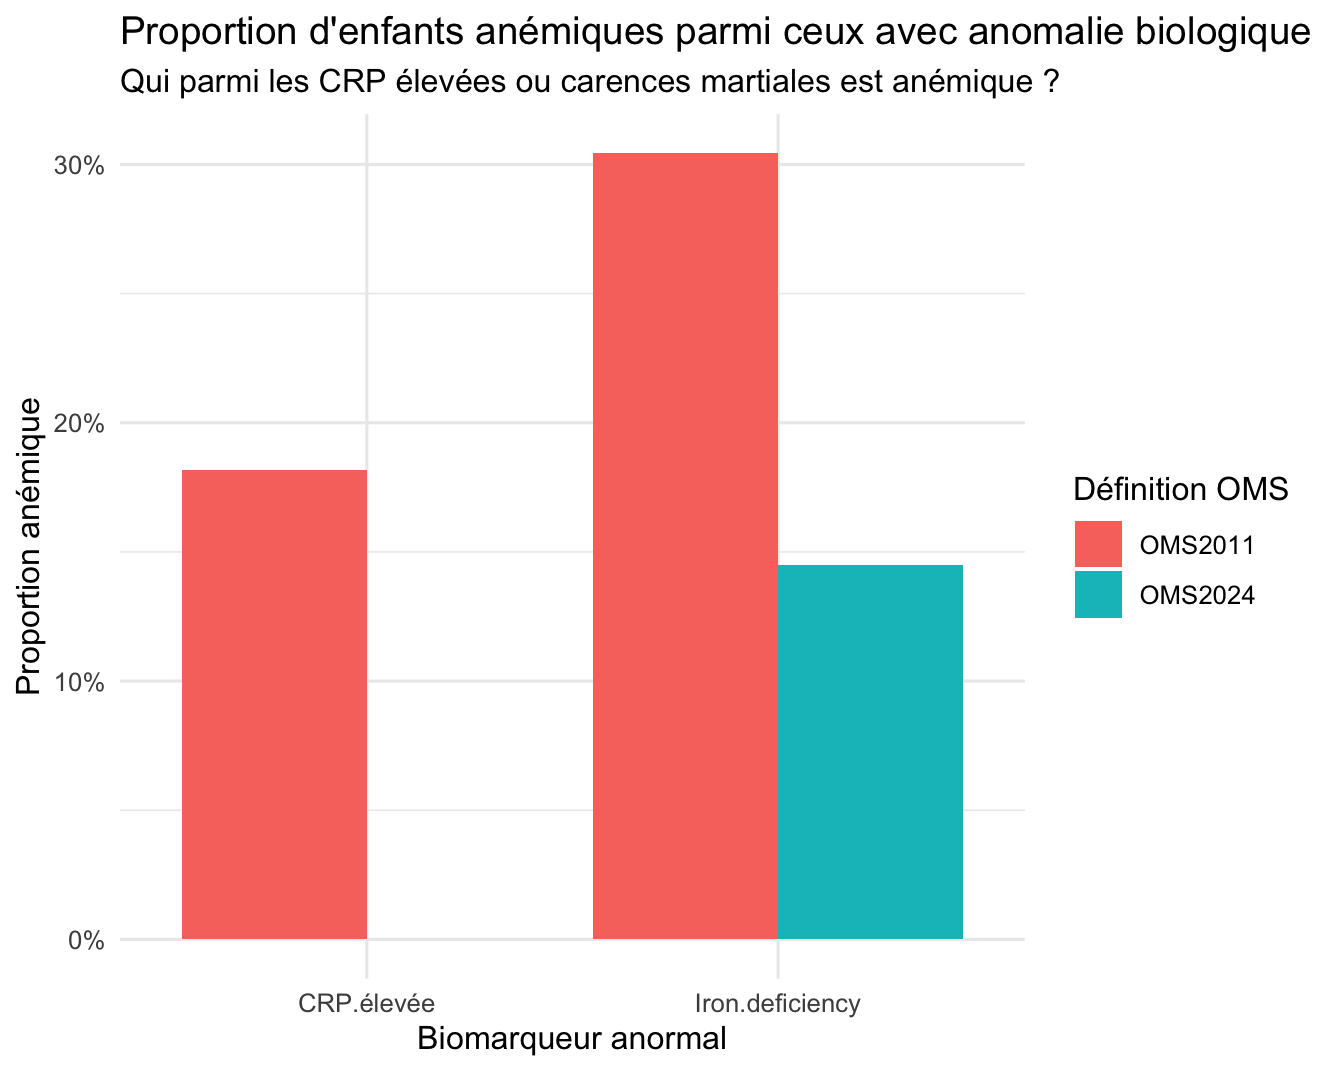 Proportion d'enfants anémiques parmi ceux avec anomalie biologique
Qui parmi les CRP élevées ou carences martiales est anémique ?
Proportion anémique
30%
20%
10%
0%
CRP.élevée
Iron.deficiency
Biomarqueur anormal
Définition OMS
OMS2011
OMS2024